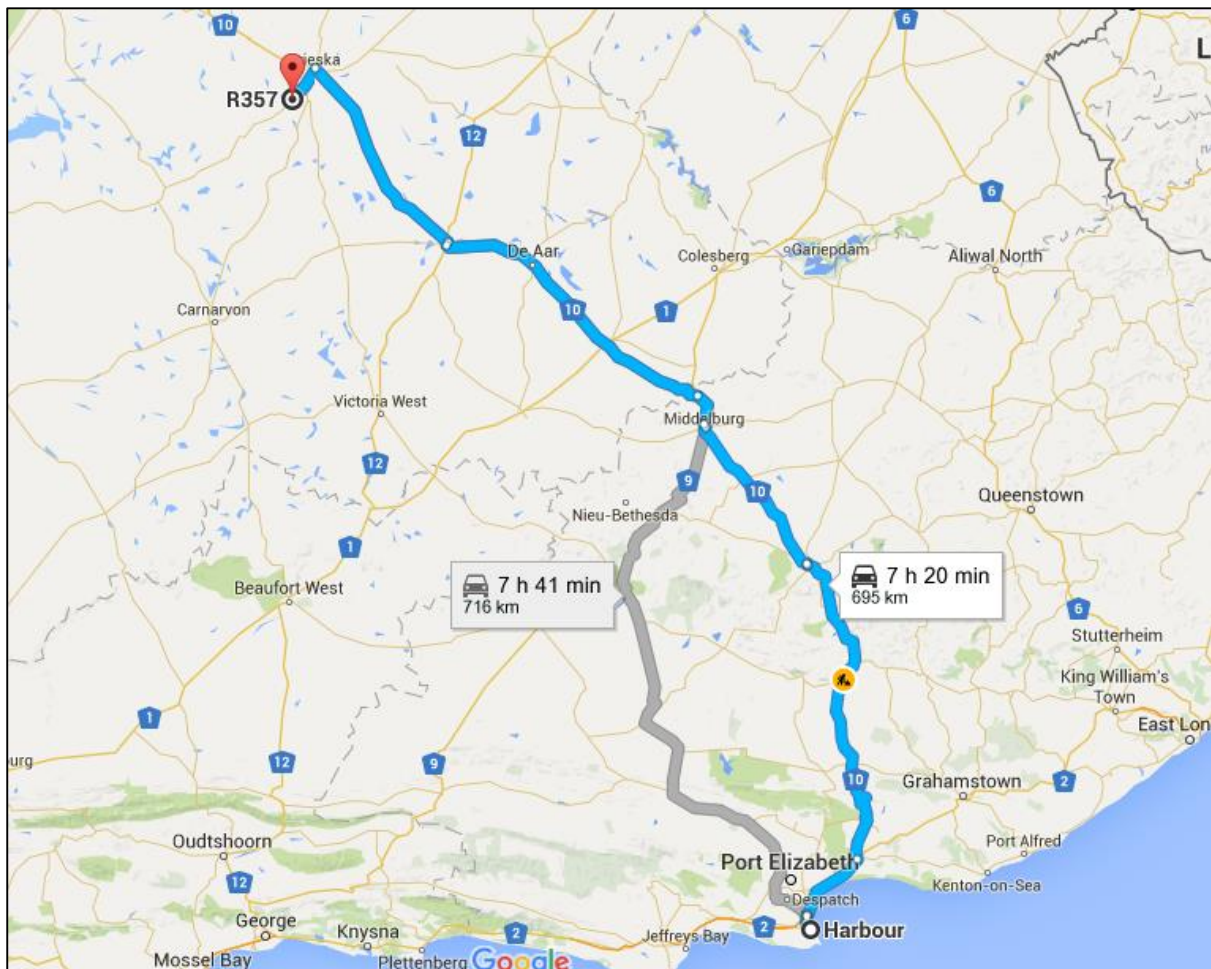 10
6
L
ieska
R357
12
6
De Aar
Colesberg
Gariepdam
Aliwal North
Carnarvon
10
1
Victoria West
Middelburg
12
9
10
Queenstown
Nieu-Bethesda
1
7 h 41 min
716 km
7 h 20 min
695 km
Beaufort West
6
Stutterheim
King William's
Town
1
East Lon
urg
12
9
10
2
Grahamstown
Oudtshoorn
Port Alfred
Port Elizabeth
Kenton-on-Sea
12
Despatch
George
Knysna
2
Jeffreys Bay
2
Harbour
Mossel Bay
Plettenberg
Google